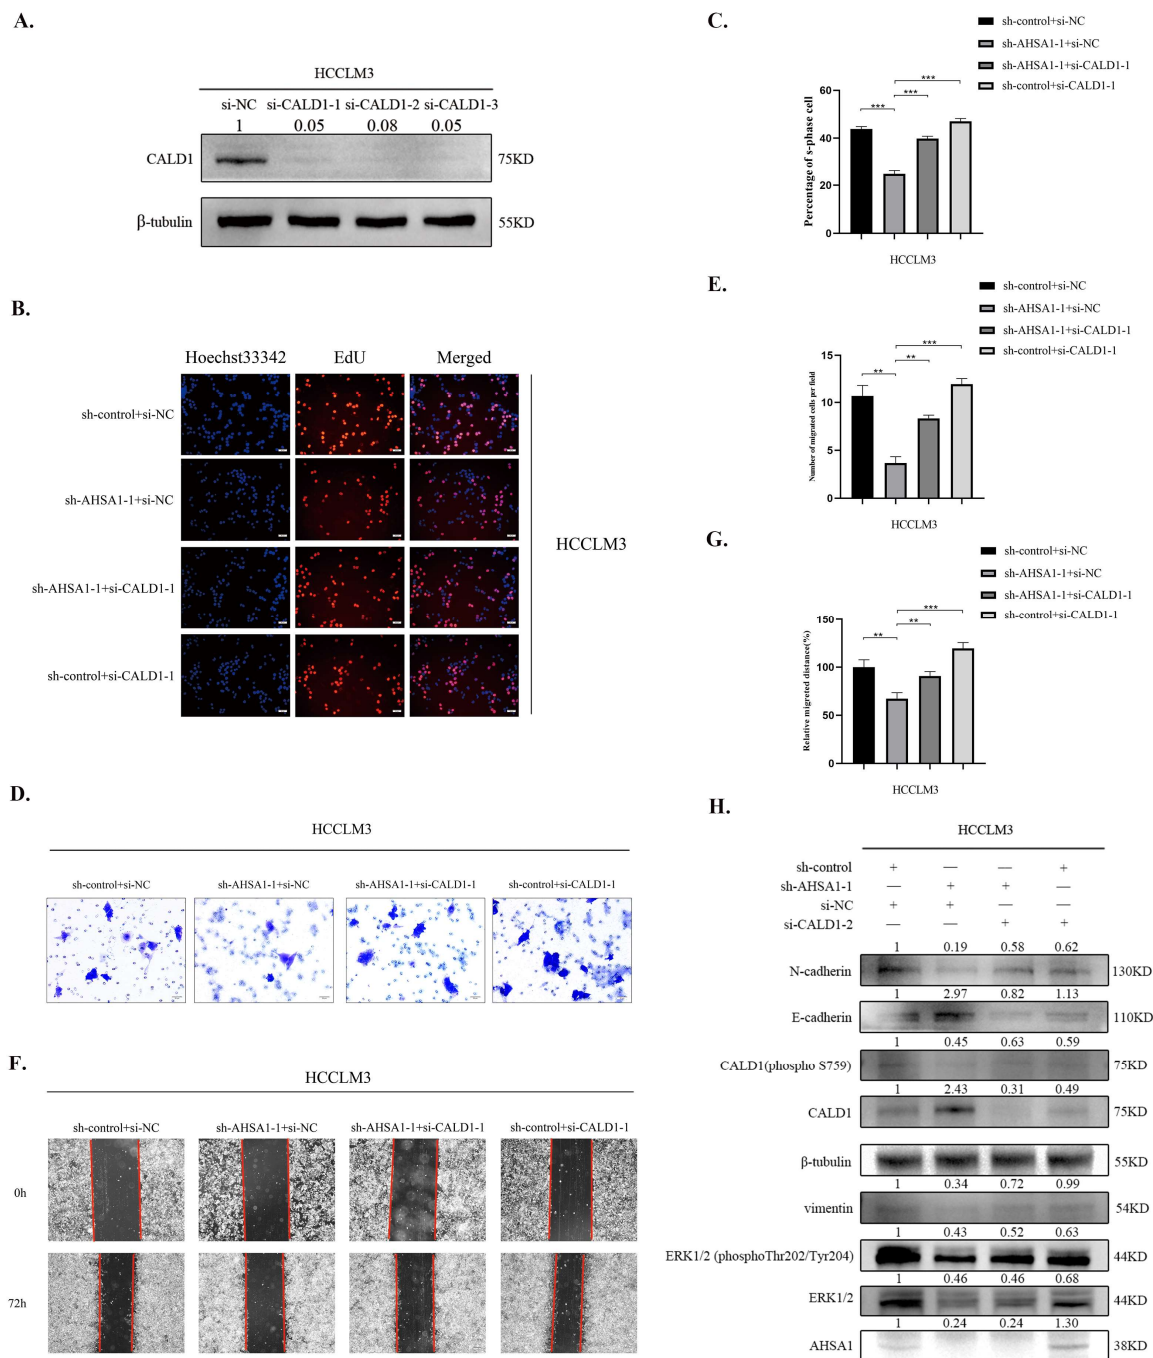 A.
HCCLM3
si-NC si-CALD1-1 si-CALD1-2 si-CALD1-3
1 0.05 0.08 0.05
CALD1 75KD
β-tubulin 55KD
B.
Hoechst33342 EdU Merged
sh-control+si-NC
sh-AHSA1-1+si-NC
sh-AHSA1-1+si-CALD1-1
sh-control+si-CALD1-1
HCCLM3
C.
sh-control+si-NC
sh-AHSA1-1+si-NC
sh-AHSA1-1+si-CALD1-1
sh-control+si-CALD1-1
Percentage of s-phase cell
60
40
20
0
***
***
***
HCCLM3
D.
HCCLM3
sh-control+si-NC sh-AHSA1-1+si-NC sh-AHSA1-1+si-CALD1-1 sh-control+si-CALD1-1
E.
sh-control+si-NC
sh-AHSA1-1+si-NC
sh-AHSA1-1+si-CALD1-1
sh-control+si-CALD1-1
Number of migrated cells per field
15
10
5
0
***
**
**
HCCLM3
F.
HCCLM3
sh-control+si-NC sh-AHSA1-1+si-NC sh-AHSA1-1+si-CALD1-1 sh-control+si-CALD1-1
0h
72h
G.
sh-control+si-NC
sh-AHSA1-1+si-NC
sh-AHSA1-1+si-CALD1-1
sh-control+si-CALD1-1
Relative migreted distance(%)
150
100
50
0
***
**
**
HCCLM3
H.
HCCLM3
sh-control + — — +
sh-AHSA1-1 — + + —
si-NC + + — —
si-CALD1-2 — — + +
1 0.19 0.58 0.62
N-cadherin 130KD
1 2.97 0.82 1.13
E-cadherin 110KD
1 0.45 0.63 0.59
CALD1(phospho S759) 75KD
1 2.43 0.31 0.49
CALD1 75KD
β-tubulin 55KD
1 0.34 0.72 0.99
vimentin 54KD
1 0.43 0.52 0.63
ERK1/2 (phosphoThr202/Tyr204) 44KD
1 0.46 0.46 0.68
ERK1/2 44KD
1 0.24 0.24 1.30
AHSA1 38KD